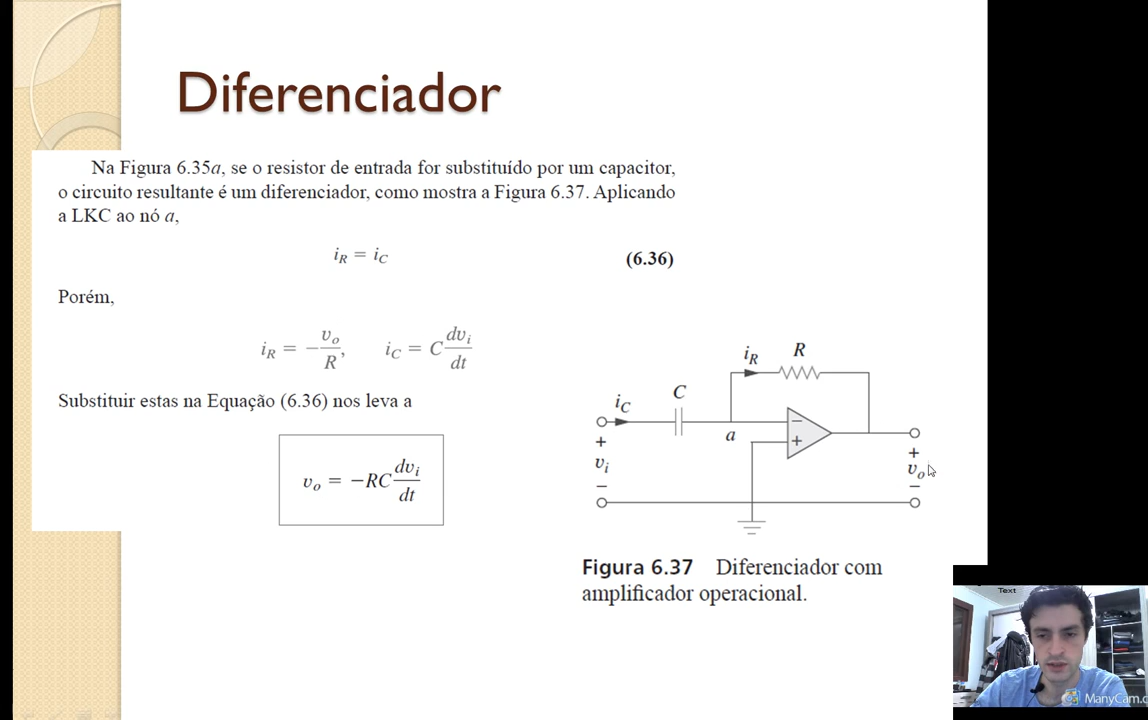 Diferenciador
Na Figura 6.35a, se o resistor de entrada for substituído por um capacitor,
o circuito resultante é um diferenciador, como mostra a Figura 6.37. Aplicando
a LKC ao nó a,
i_R = i_C (6.36)
Porém,
i_R = −v_o/R, i_C = C dv_i/dt
Substituir estas na Equação (6.36) nos leva a
v_o = −RC dv_i/dt
i_R R
i_C C
a
− +
+ v_i −
+ v_o −
Figura 6.37 Diferenciador com
amplificador operacional.
Text
ManyCam.c